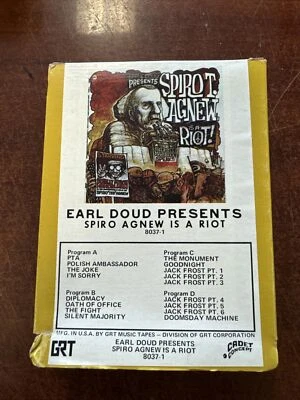 PRESENTS
SPIRO T.
AGNEW
IS A
RIOT!
EARL DOUD PRESENTS
SPIRO AGNEW IS A RIOT
8037-1
Program A
PTA
POLISH AMBASSADOR
THE JOKE
I'M SORRY
Program B
DIPLOMACY
OATH OF OFFICE
THE FIGHT
SILENT MAJORITY
Program C
THE MONUMENT
GOODNIGHT
JACK FROST PT. 1
JACK FROST PT. 2
JACK FROST PT. 3
Program D
JACK FROST PT. 4
JACK FROST PT. 5
JACK FROST PT. 6
DOOMSDAY MACHINE
MFG. IN U.S.A. BY GRT MUSIC TAPES – DIVISION OF GRT CORPORATION
GRT
EARL DOUD PRESENTS
SPIRO AGNEW IS A RIOT
8037-1
CADET
CONCEPT